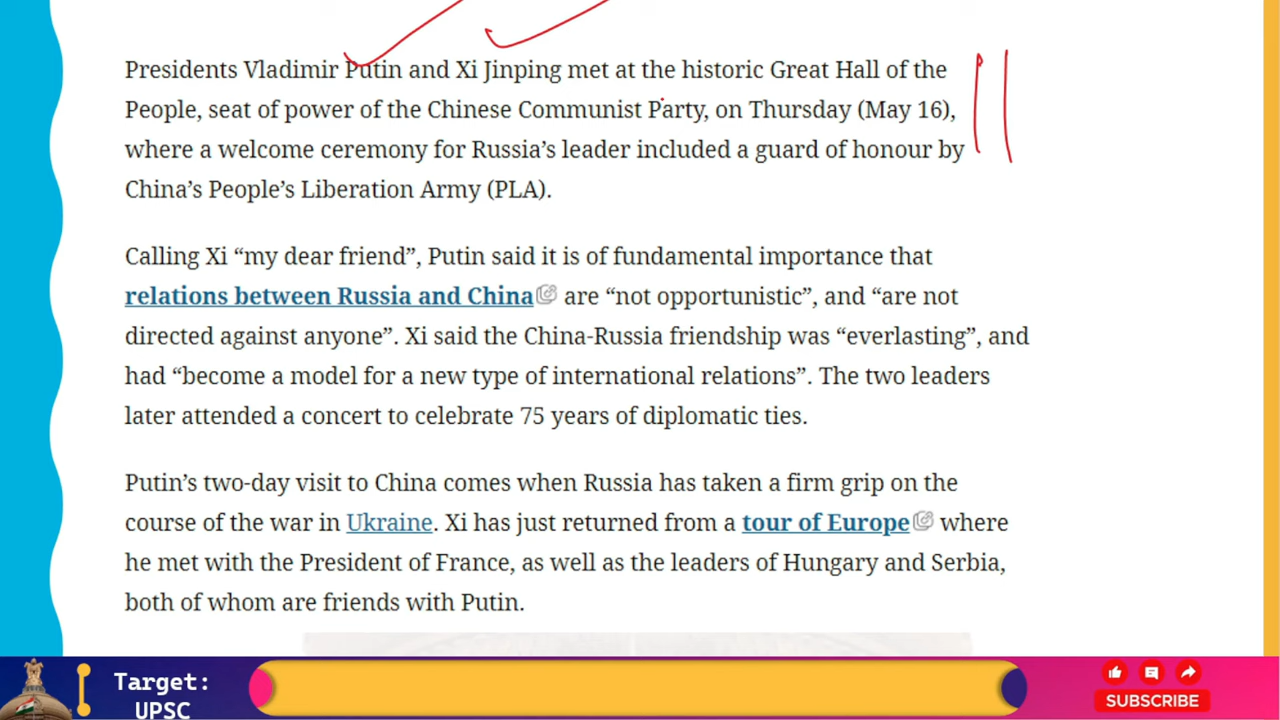 Presidents Vladimir Putin and Xi Jinping met at the historic Great Hall of the
People, seat of power of the Chinese Communist Party, on Thursday (May 16),
where a welcome ceremony for Russia’s leader included a guard of honour by
China’s People’s Liberation Army (PLA).
Calling Xi “my dear friend”, Putin said it is of fundamental importance that
relations between Russia and China are “not opportunistic”, and “are not
directed against anyone”. Xi said the China-Russia friendship was “everlasting”, and
had “become a model for a new type of international relations”. The two leaders
later attended a concert to celebrate 75 years of diplomatic ties.
Putin’s two-day visit to China comes when Russia has taken a firm grip on the
course of the war in Ukraine. Xi has just returned from a tour of Europe where
he met with the President of France, as well as the leaders of Hungary and Serbia,
both of whom are friends with Putin.
Target:
UPSC
SUBSCRIBE